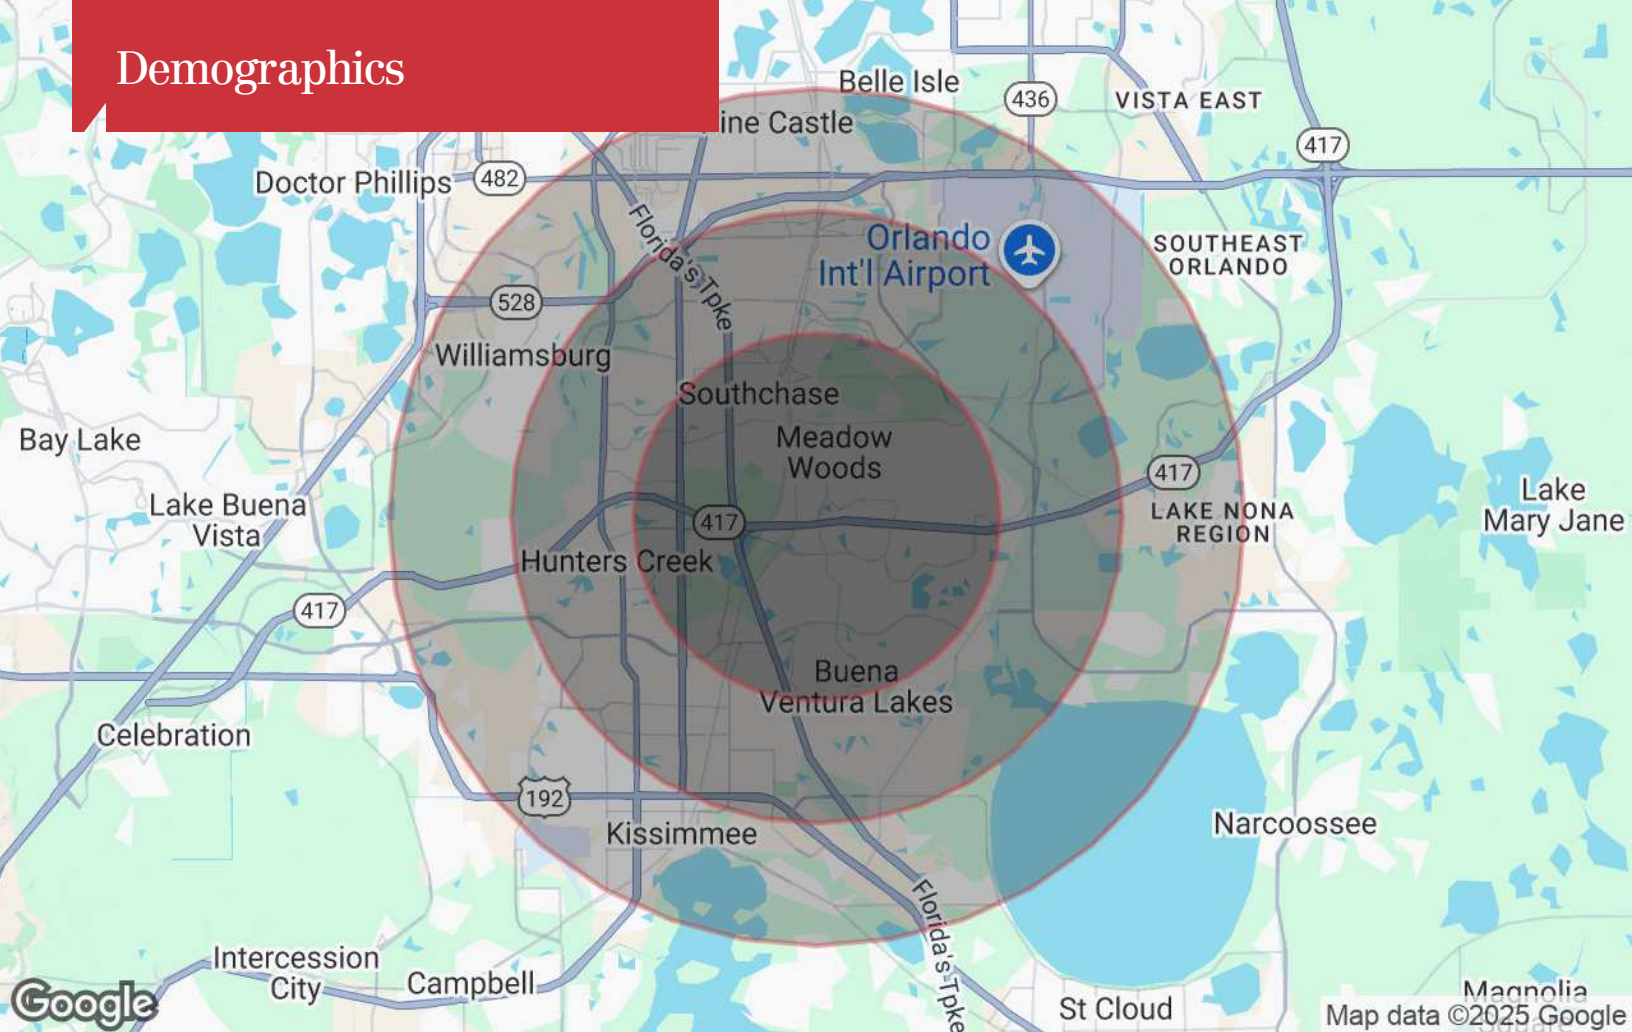 Demographics
Belle Isle
436
VISTA EAST
ine Castle
417
Doctor Phillips
482
Florida's Tpke
Orlando
Int'l Airport
SOUTHEAST
ORLANDO
528
Williamsburg
Southchase
Bay Lake
Meadow
Woods
417
Lake Buena
Vista
417
LAKE NONA
REGION
Lake
Mary Jane
Hunters Creek
417
Buena
Ventura Lakes
Celebration
192
Kissimmee
Narcoossee
Florida's Tpke
Intercession
City
Campbell
St Cloud
Magnolia
Google
Map data ©2025 Google